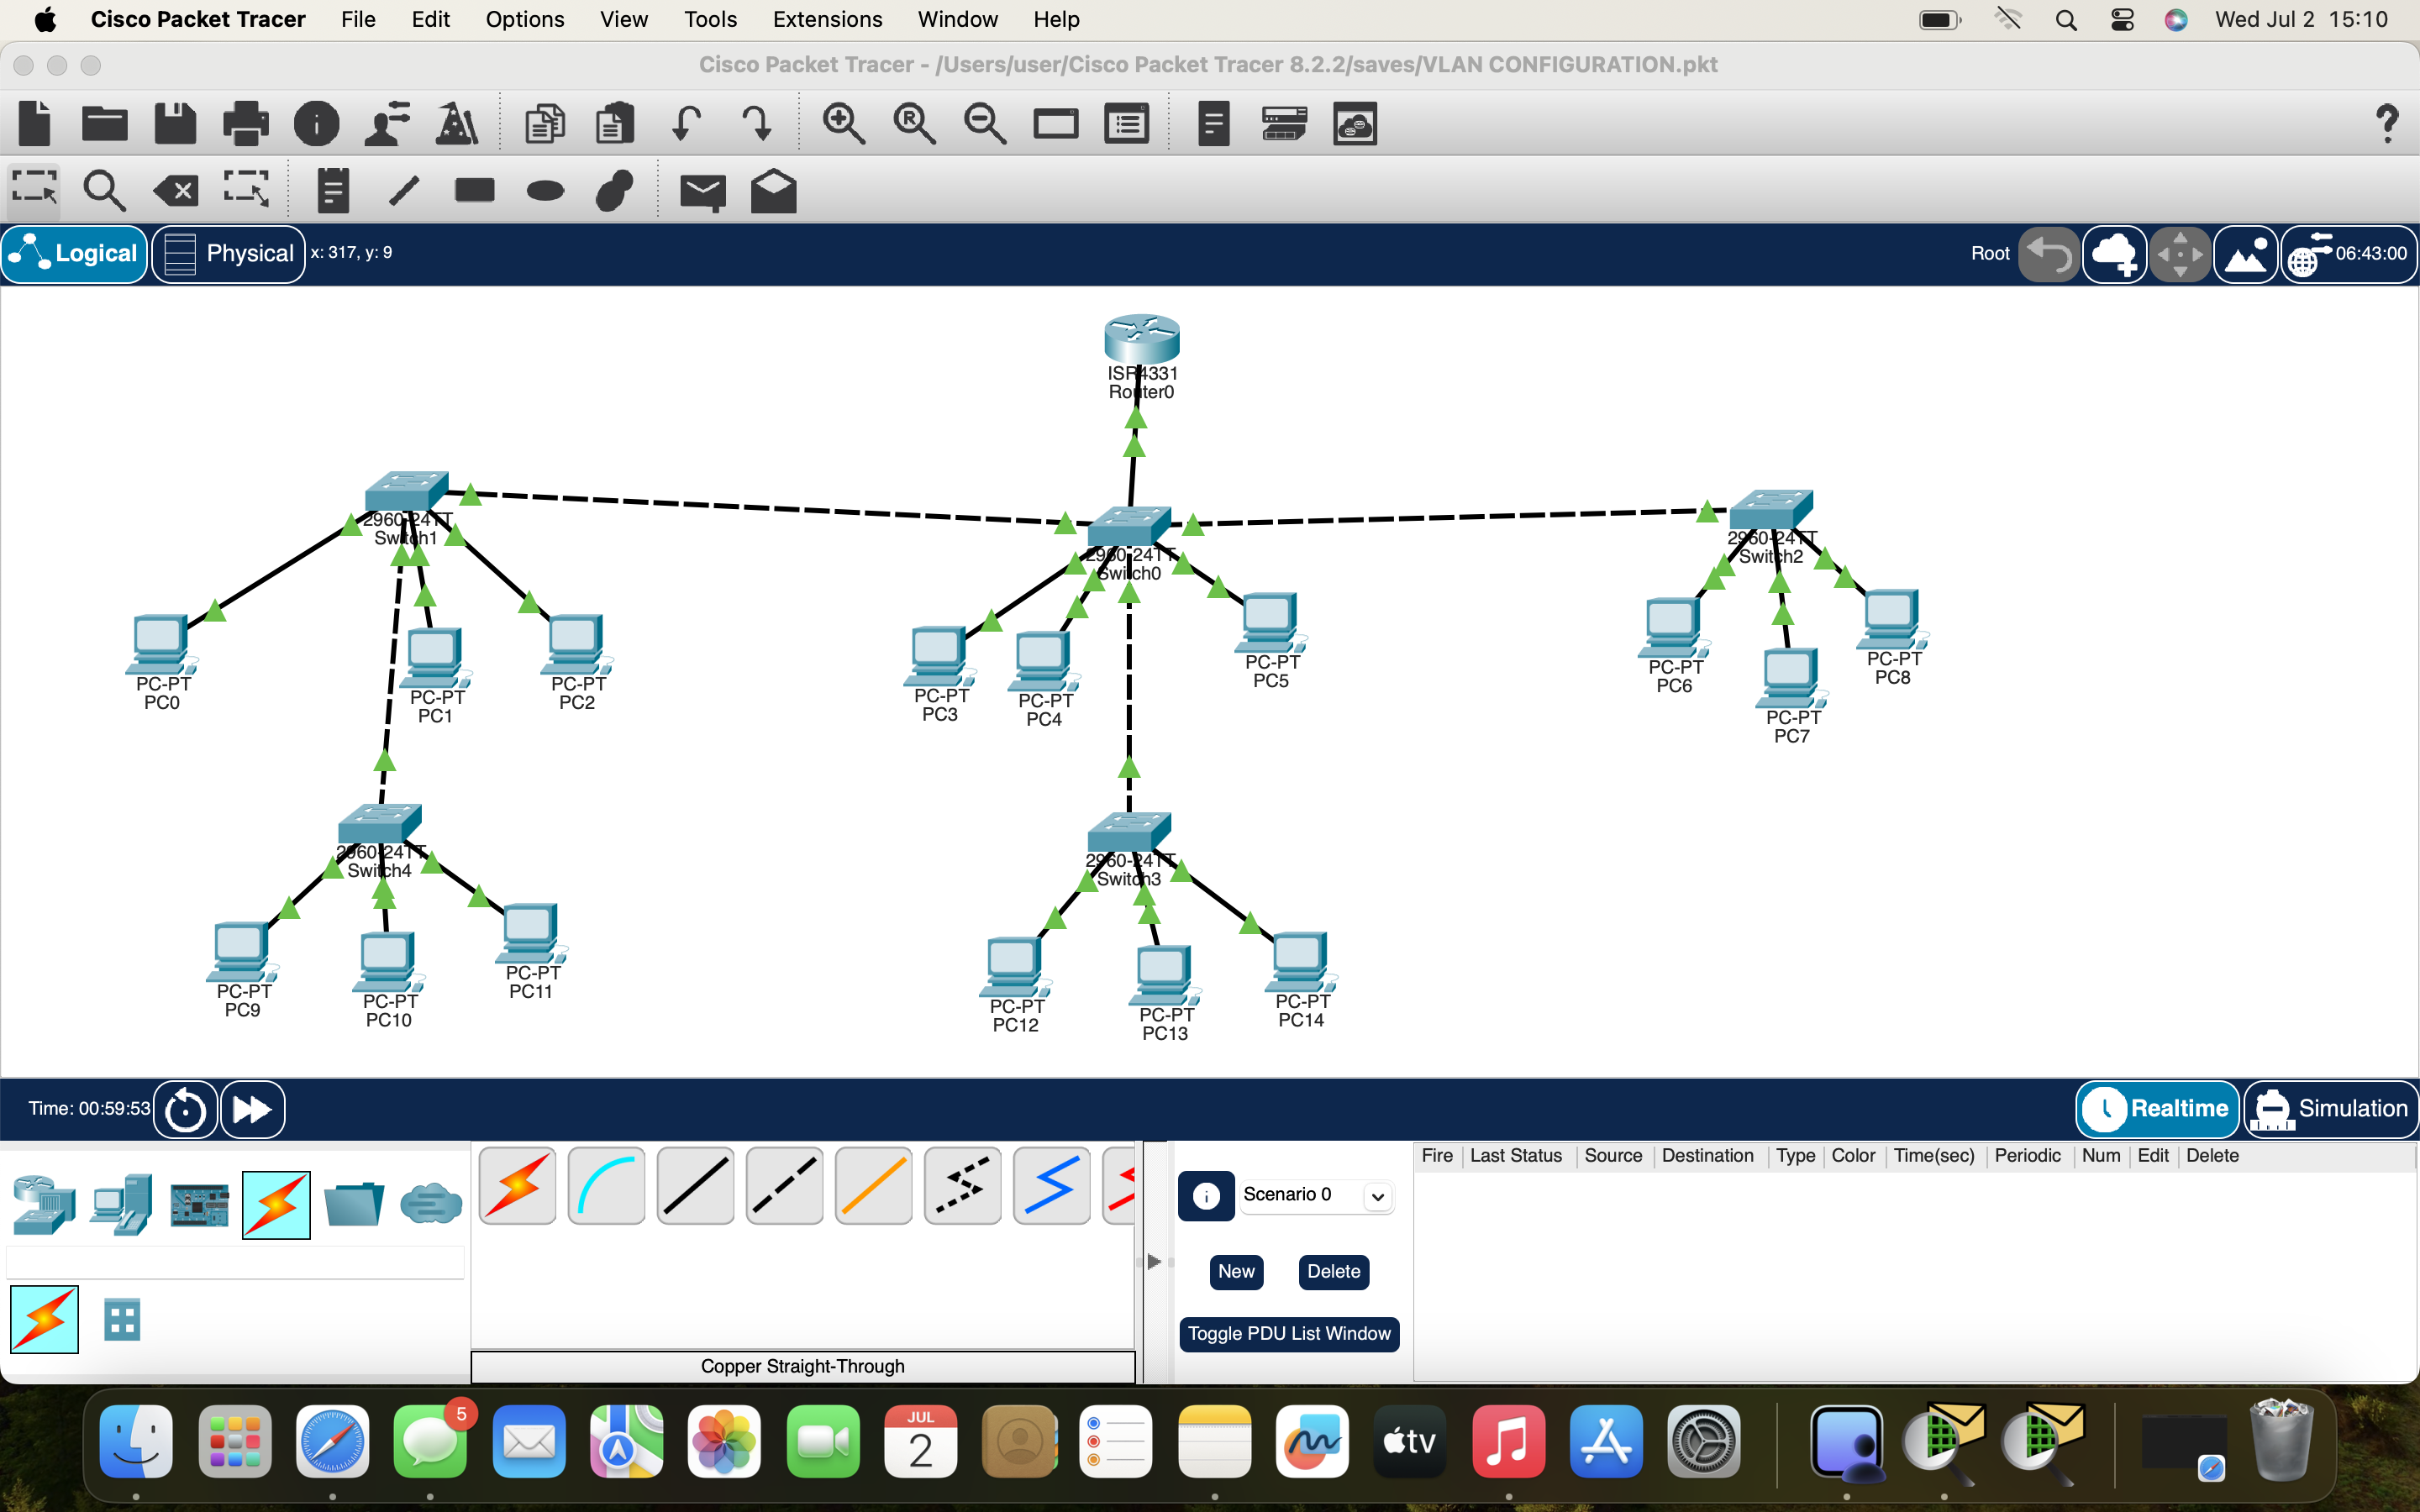 Cisco Packet Tracer File Edit Options View Tools Extensions Window Help Wed Jul 2 15:10
Cisco Packet Tracer - /Users/user/Cisco Packet Tracer 8.2.2/saves/VLAN CONFIGURATION.pkt
Logical Physical x: 317, y: 9 Root 06:43:00
ISR4331
Router0
2960-24TT
Switch1
2960-24TT
Switch0
2960-24TT
Switch2
PC-PT
PC0
PC-PT
PC1
PC-PT
PC2
PC-PT
PC3
PC-PT
PC4
PC-PT
PC5
PC-PT
PC6
PC-PT
PC7
PC-PT
PC8
2960-24TT
Switch4
2960-24TT
Switch3
PC-PT
PC9
PC-PT
PC10
PC-PT
PC11
PC-PT
PC12
PC-PT
PC13
PC-PT
PC14
Time: 00:59:53 Realtime Simulation
Fire Last Status Source Destination Type Color Time(sec) Periodic Num Edit Delete
Scenario 0
New Delete
Toggle PDU List Window
Copper Straight-Through
5
JUL
2
tv